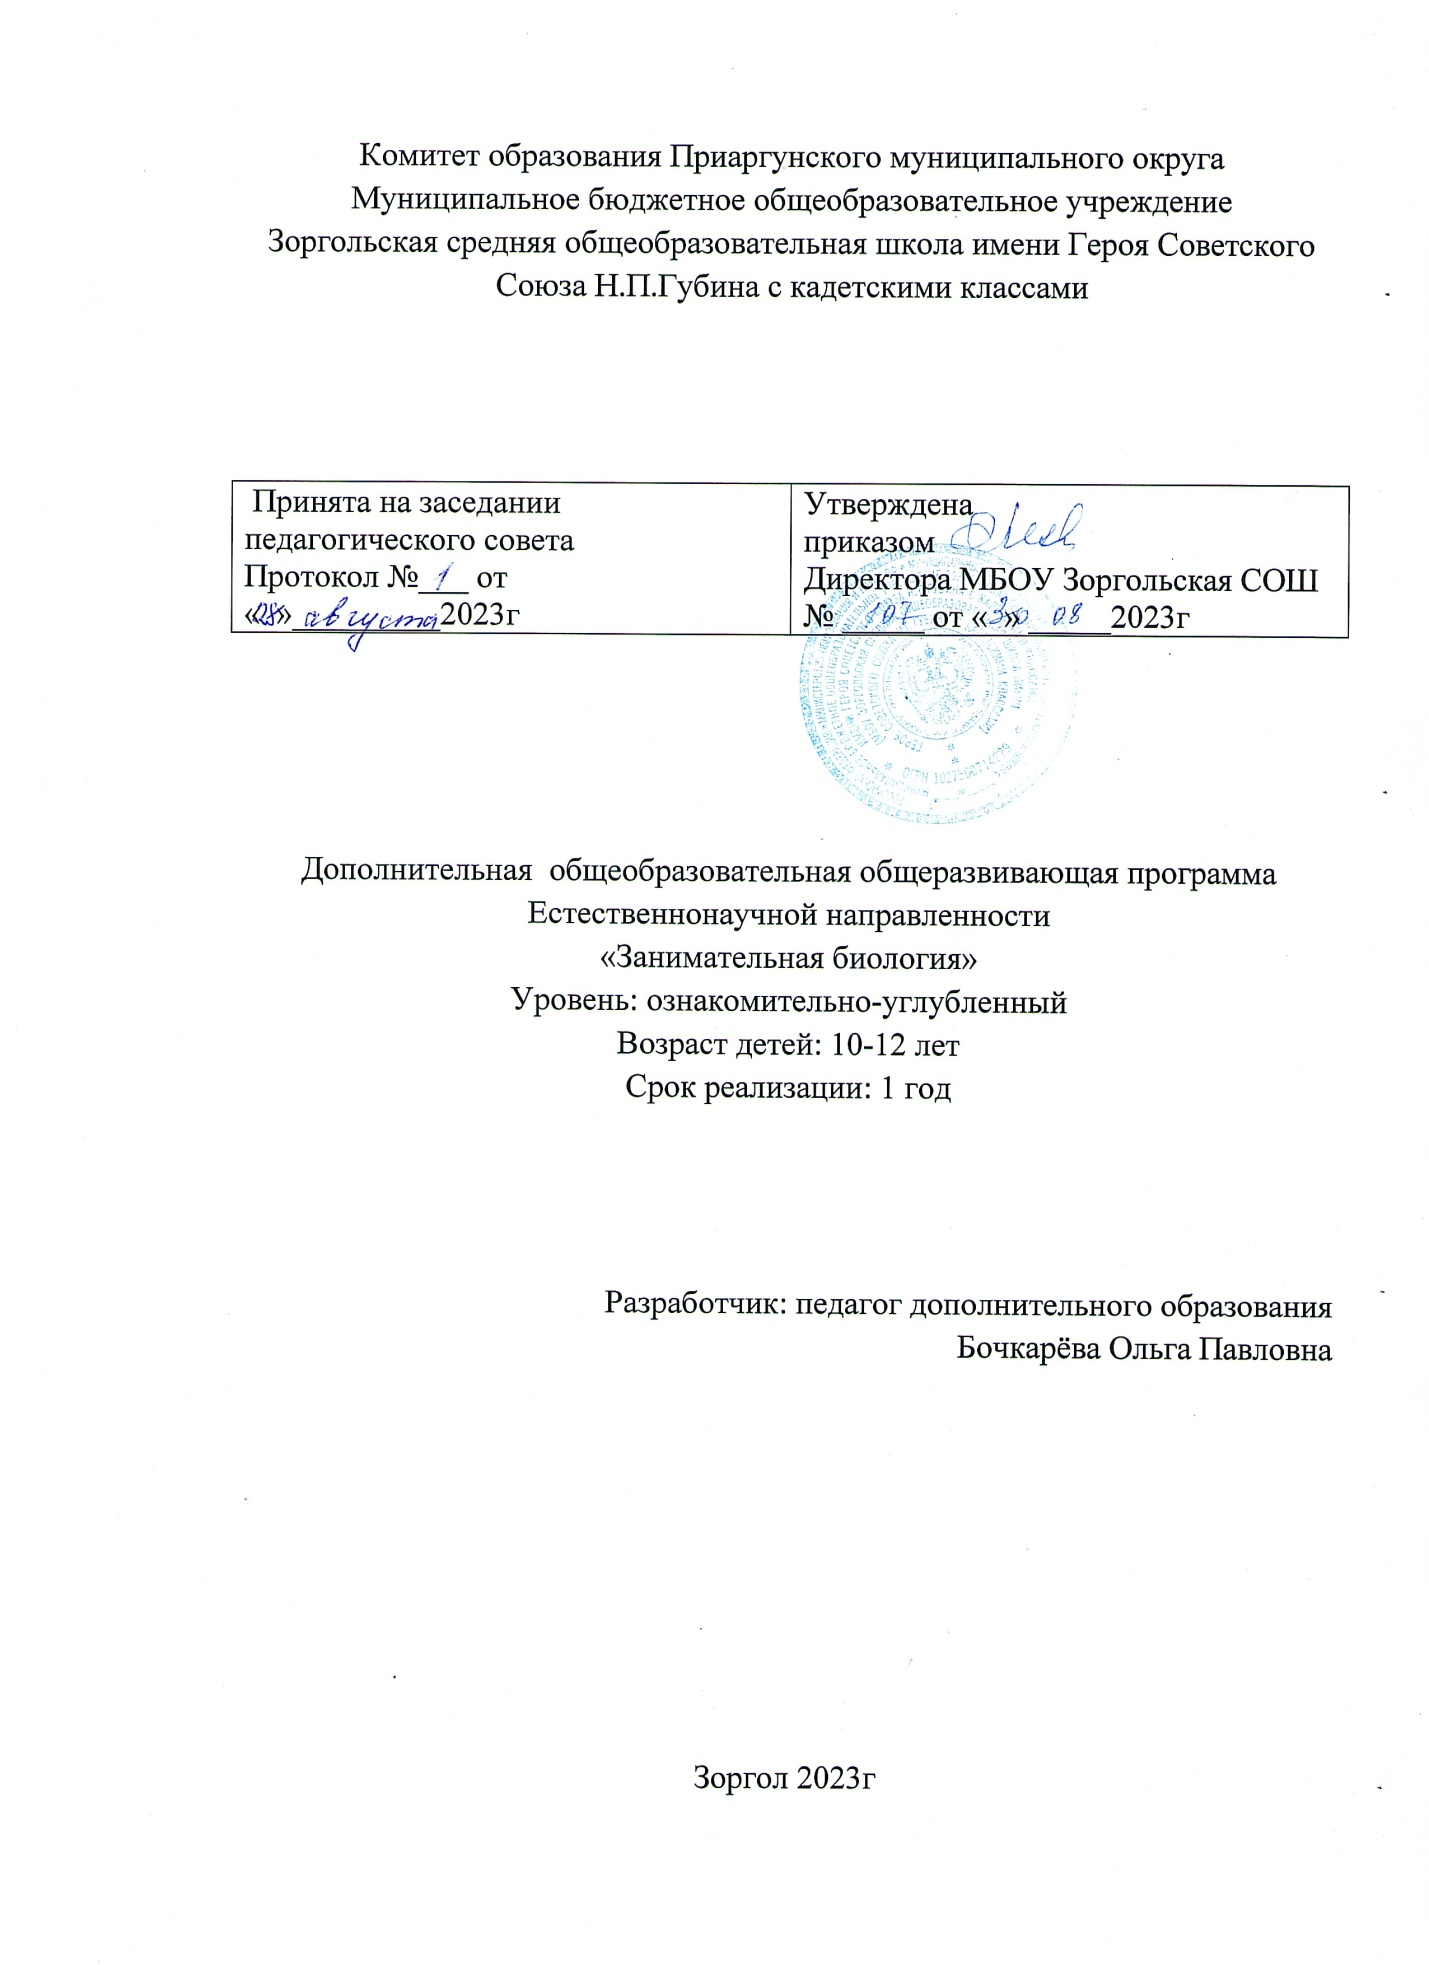 Комитет образования Приаргунского муниципального округа
Муниципальное бюджетное общеобразовательное учреждение
Зоргольская средняя общеобразовательная школа имени Героя Советского
Союза Н.П.Губина с кадетскими классами
Принята на заседании
педагогического совета
Протокол № 1 от
«28» августа 2023г
Утверждена
приказом
Директора МБОУ Зоргольская СОШ
№ 107 от «30» 08 2023г
Дополнительная общеобразовательная общеразвивающая программа
Естественнонаучной направленности
«Занимательная биология»
Уровень: ознакомительно-углубленный
Возраст детей: 10-12 лет
Срок реализации: 1 год
Разработчик: педагог дополнительного образования
Бочкарёва Ольга Павловна
Зоргол 2023г